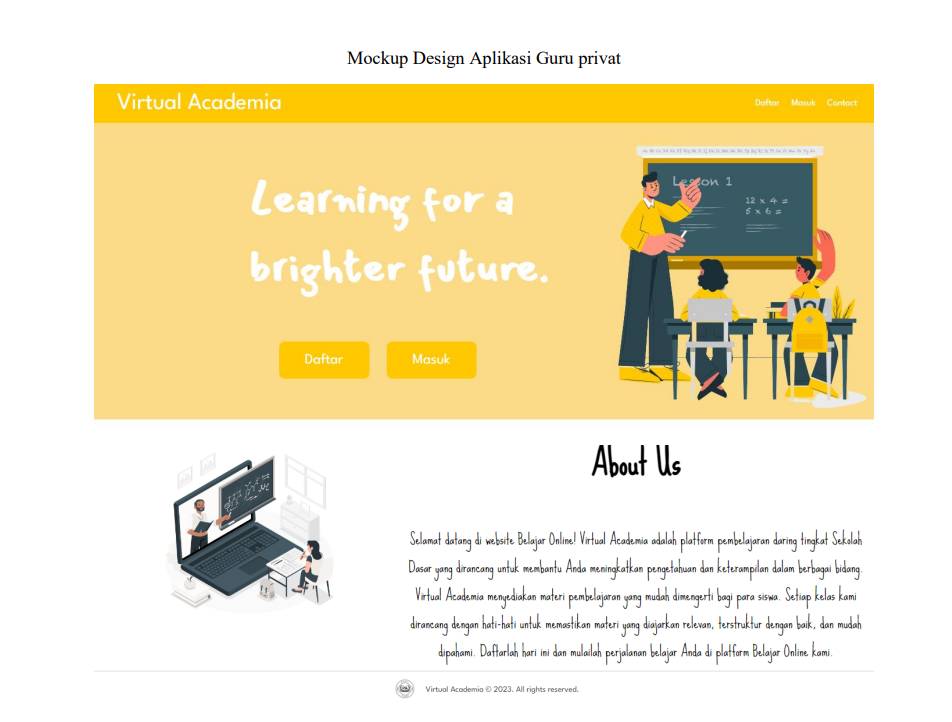 Mockup Design Aplikasi Guru privat
Virtual Academia
Daftar Masuk Contact
Learning for a
brighter future.
Lesson 1
12 x 4 =
5 x 6 =
Daftar Masuk
About Us
Selamat datang di website Belajar Online! Virtual Academia adalah platform pembelajaran daring tingkat Sekolah
Dasar yang dirancang untuk membantu Anda meningkatkan pengetahuan dan keterampilan dalam berbagai bidang.
Virtual Academia menyediakan materi pembelajaran yang mudah dimengerti bagi para siswa. Setiap kelas kami
dirancang dengan hati-hati untuk memastikan materi yang diajarkan relevan, terstruktur dengan baik, dan mudah
dipahami. Daftarlah hari ini dan mulailah perjalanan belajar Anda di platform Belajar Online kami.
Virtual Academia © 2023. All rights reserved.